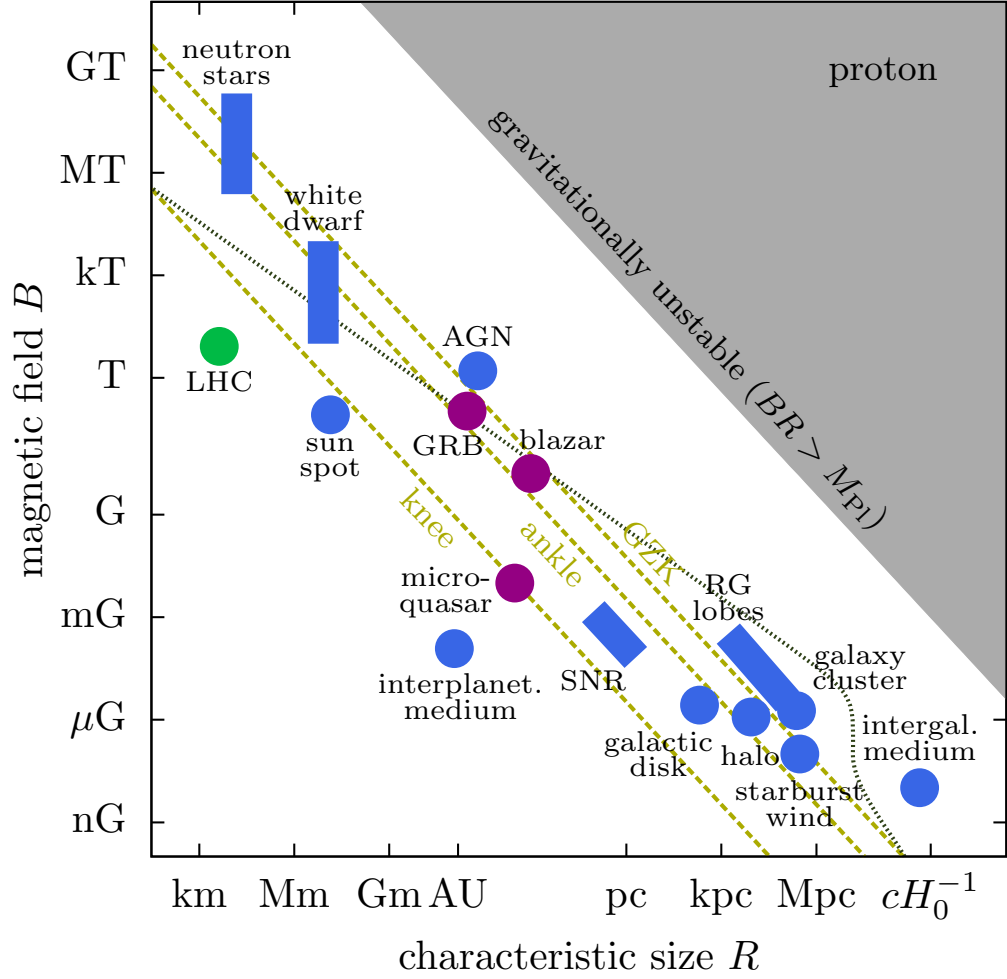 GT
MT
kT
T
G
mG
μG
nG
magnetic field B
neutron
stars
white
dwarf
LHC
sun
spot
AGN
GRB
blazar
knee
ankle
GZK
micro-
quasar
interplanet.
medium
SNR
RG
lobes
galactic
disk
halo
galaxy
cluster
starburst
wind
intergal.
medium
proton
gravitationally unstable (BR > M_Pl)
km
Mm
Gm
AU
pc
kpc
Mpc
cH₀⁻¹
characteristic size R